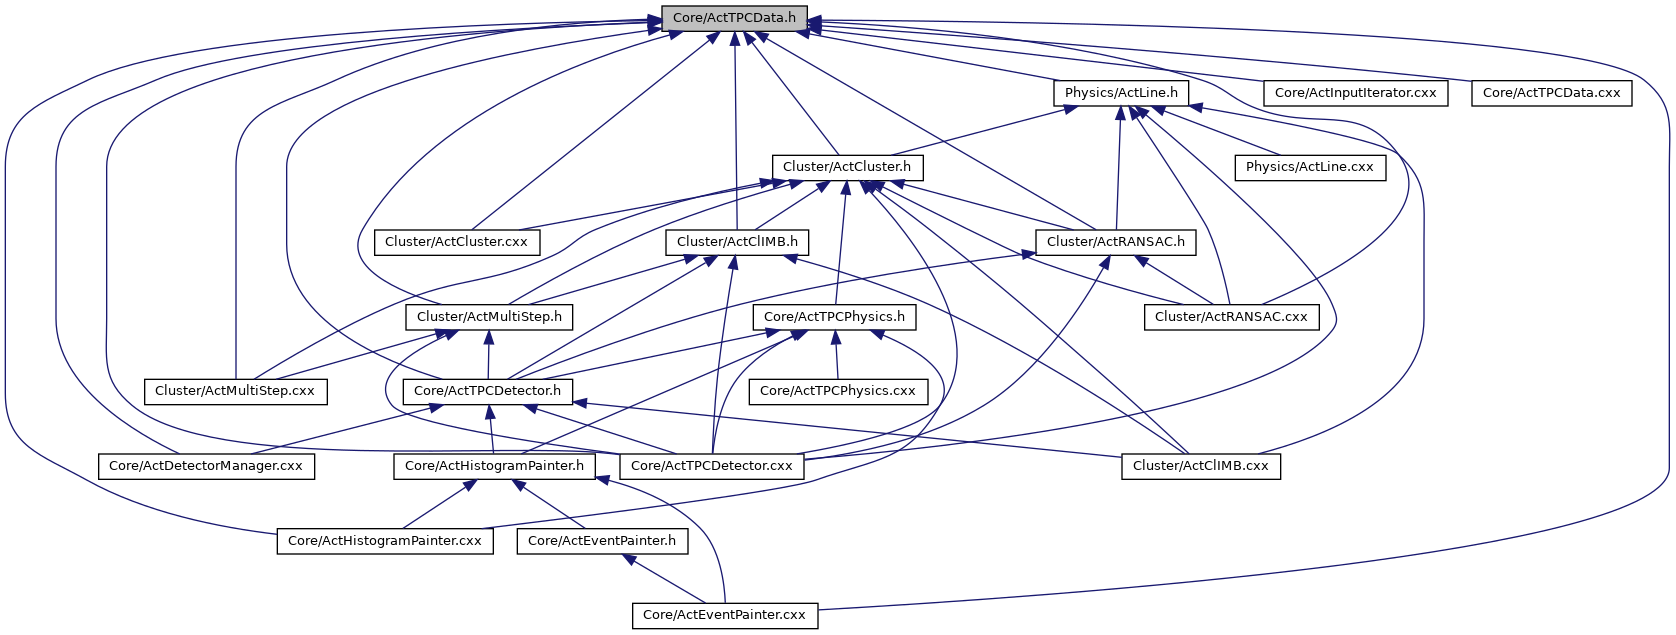 Core/ActTPCData.h
Physics/ActLine.h
Core/ActInputIterator.cxx
Core/ActTPCData.cxx
Cluster/ActCluster.h
Physics/ActLine.cxx
Cluster/ActCluster.cxx
Cluster/ActClIMB.h
Cluster/ActRANSAC.h
Cluster/ActMultiStep.h
Core/ActTPCPhysics.h
Cluster/ActRANSAC.cxx
Cluster/ActMultiStep.cxx
Core/ActTPCDetector.h
Core/ActTPCPhysics.cxx
Core/ActDetectorManager.cxx
Core/ActHistogramPainter.h
Core/ActTPCDetector.cxx
Cluster/ActClIMB.cxx
Core/ActHistogramPainter.cxx
Core/ActEventPainter.h
Core/ActEventPainter.cxx